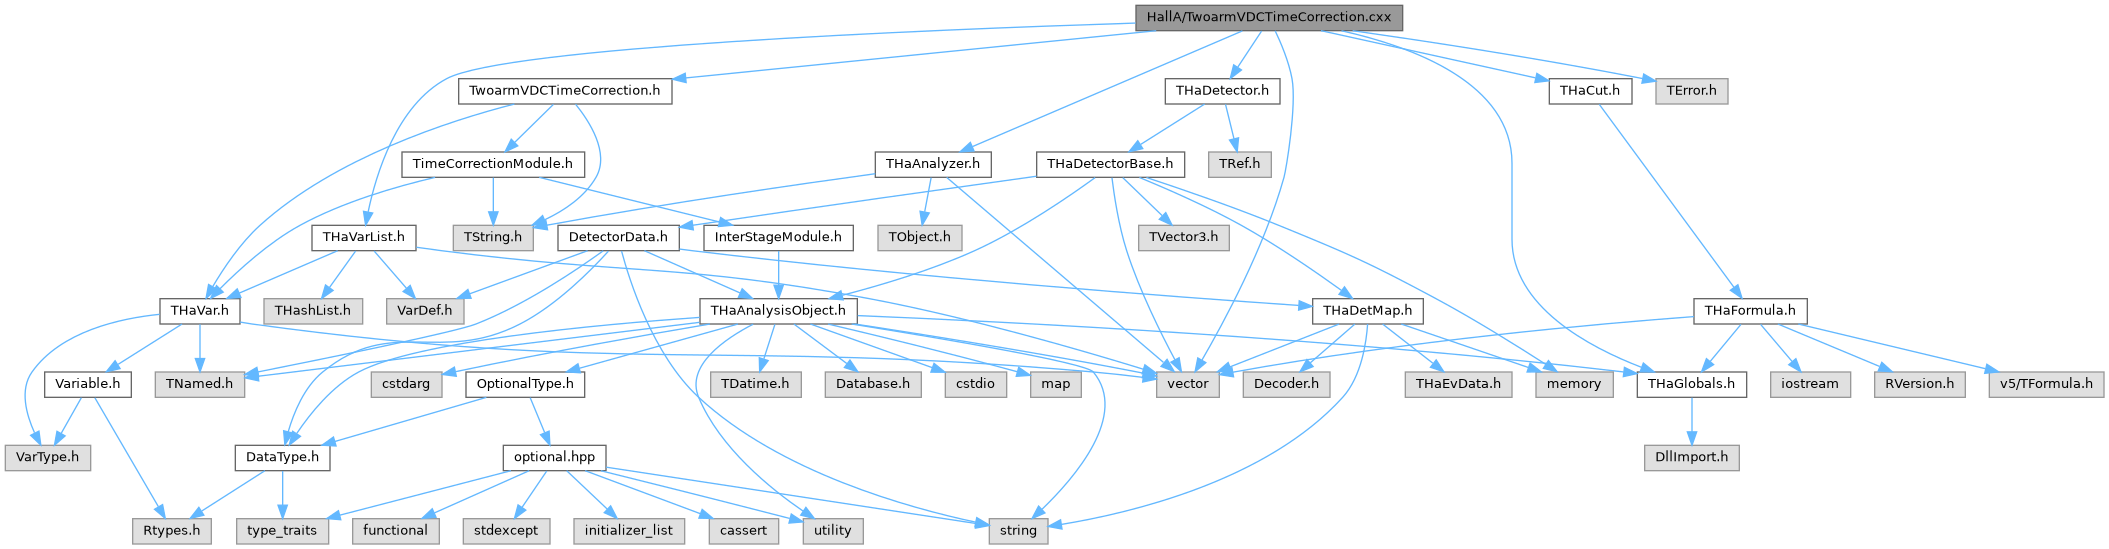 HallA/TwoarmVDCTimeCorrection.cxx
TwoarmVDCTimeCorrection.h
THaDetector.h
THaCut.h
TError.h
TimeCorrectionModule.h
THaAnalyzer.h
THaDetectorBase.h
TRef.h
THaVarList.h
TString.h
DetectorData.h
InterStageModule.h
TObject.h
TVector3.h
THaVar.h
THashList.h
VarDef.h
THaAnalysisObject.h
THaDetMap.h
THaFormula.h
Variable.h
TNamed.h
cstdarg
OptionalType.h
TDatime.h
Database.h
cstdio
map
vector
Decoder.h
THaEvData.h
memory
THaGlobals.h
iostream
RVersion.h
v5/TFormula.h
VarType.h
DataType.h
optional.hpp
DllImport.h
Rtypes.h
type_traits
functional
stdexcept
initializer_list
cassert
utility
string